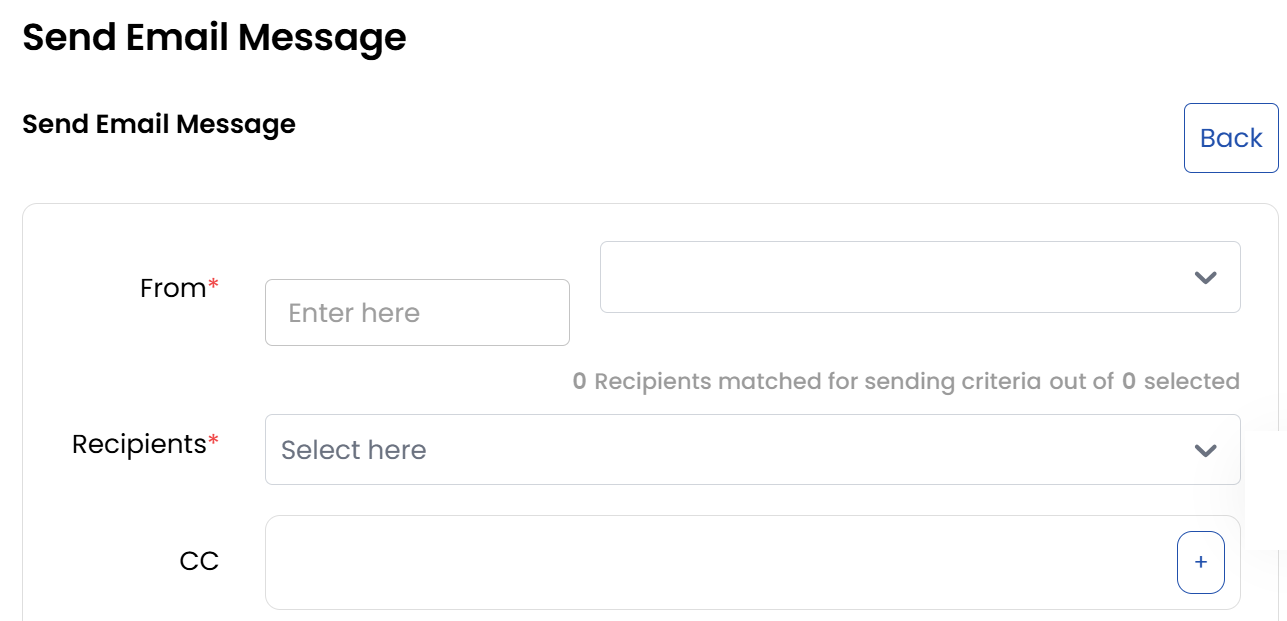 Send Email Message
Send Email Message
Back
From*
Enter here
0 Recipients matched for sending criteria out of 0 selected
Recipients*
Select here
CC
+